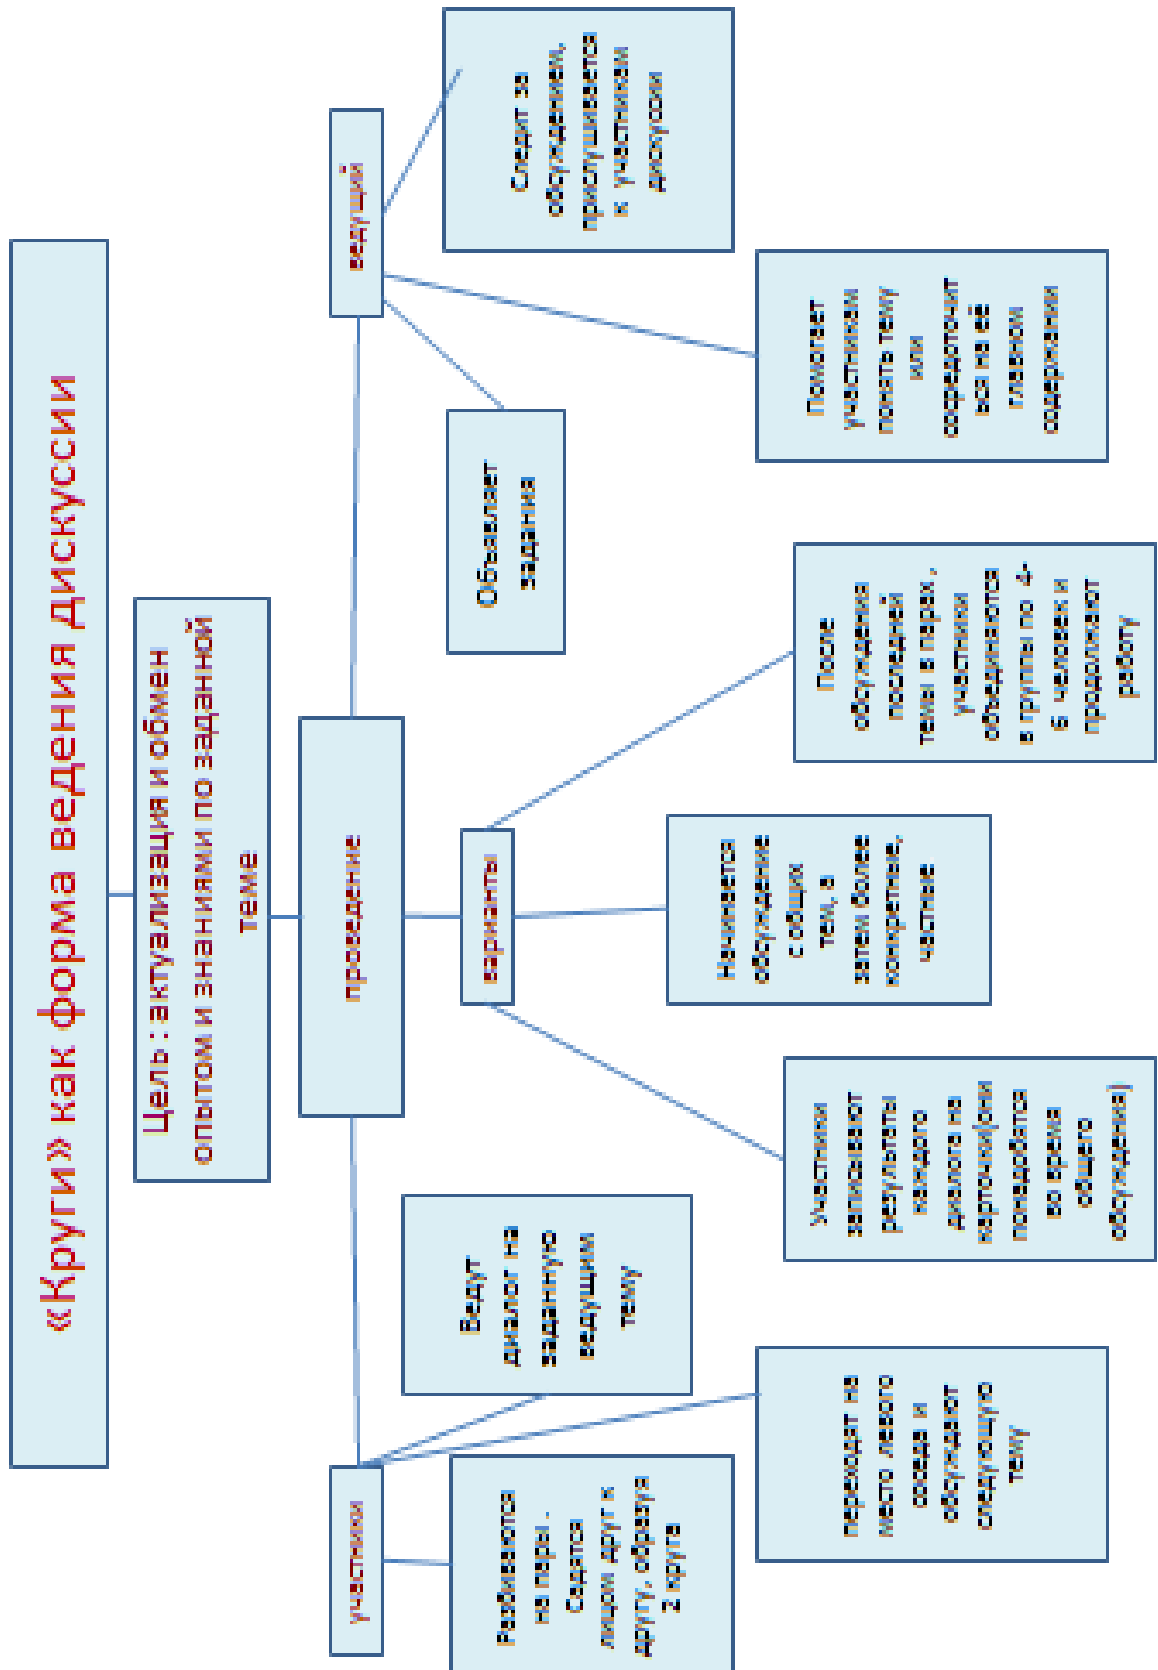 «Круги» как форма ведения дискуссии
Цель : актуализация и обмен
опытом и знаниями по заданной
теме
проведение
участники
варианты
ведущий
Разбиваются
на пары .
Садятся
лицом друг к
другу, образуя
2 круга
Ведут
диалог на
заданную
ведущим
тему
переходят на
место левого
соседа и
обсуждают
следующую
тему
Участники
записывают
результаты
каждого
диалога на
карточки(они
понадобятся
во время
общего
обсуждения)
Начинается
обсуждение
с общих
тем, а
затем более
конкретные,
частные
После
обсуждения
последней
темы в парах ,
участники
объединяются
в группы по 4-
6 человек и
продолжают
работу
Объявляет
задания
Помогает
участникам
понять тему
или
сосредоточит
ься на её
главном
содержании
Следит за
обсуждением,
прислушивается
к участникам
дискуссии